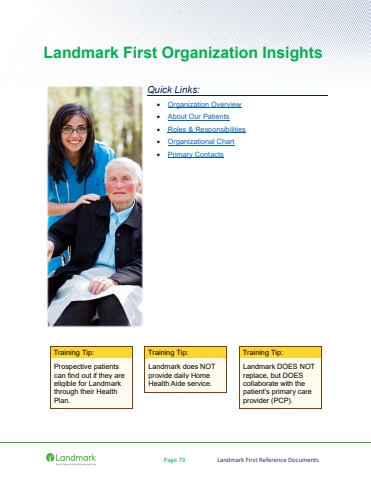 Landmark First Organization Insights
Quick Links:
• Organization Overview
• About Our Patients
• Roles & Responsibilities
• Organizational Chart
• Primary Contacts
Training Tip:
Prospective patients
can find out if they are
eligible for Landmark
through their Health
Plan.
Training Tip:
Landmark does NOT
provide daily Home
Health Aide service.
Training Tip:
Landmark DOES NOT
replace, but DOES
collaborate with the
patient's primary care
provider (PCP).
Landmark
Page 79
Landmark First Reference Documents